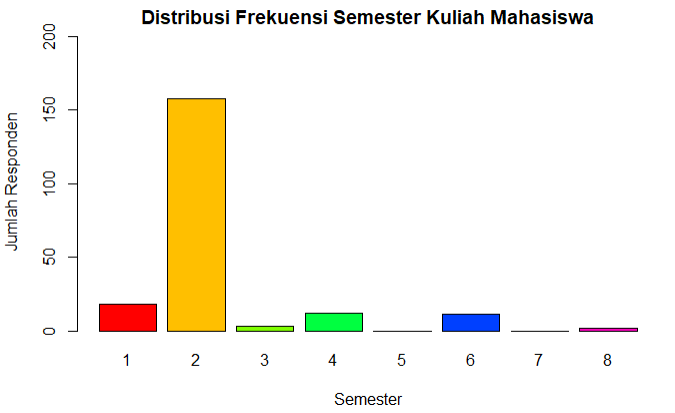 Distribusi Frekuensi Semester Kuliah Mahasiswa
Jumlah Responden
200
150
100
50
0
1 2 3 4 5 6 7 8
Semester